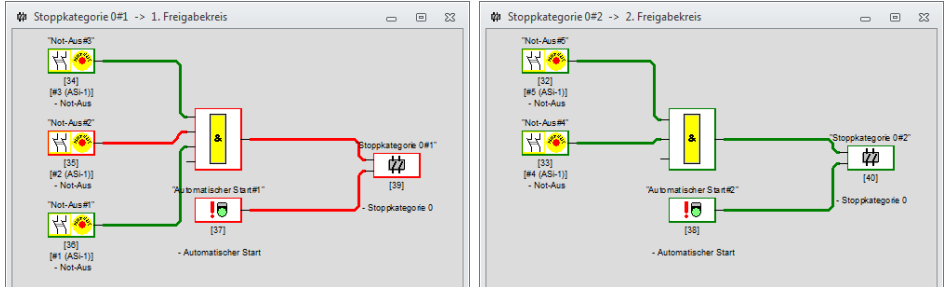 Stoppkategorie 0#1 -> 1. Freigabekreis
"Not-Aus#3"
[34]
[#3 (ASi-1)]
- Not-Aus
"Not-Aus#2"
[35]
[#2 (ASi-1)]
- Not-Aus
"Not-Aus#1"
[36]
[#1 (ASi-1)]
- Not-Aus
&
"Automatischer Start#1"
[37]
- Automatischer Start
"Stoppkategorie 0#1"
[39]
- Stoppkategorie 0
Stoppkategorie 0#2 -> 2. Freigabekreis
"Not-Aus#5"
[32]
[#5 (ASi-1)]
- Not-Aus
"Not-Aus#4"
[33]
[#4 (ASi-1)]
- Not-Aus
&
"Automatischer Start#2"
[38]
- Automatischer Start
"Stoppkategorie 0#2"
[40]
- Stoppkategorie 0